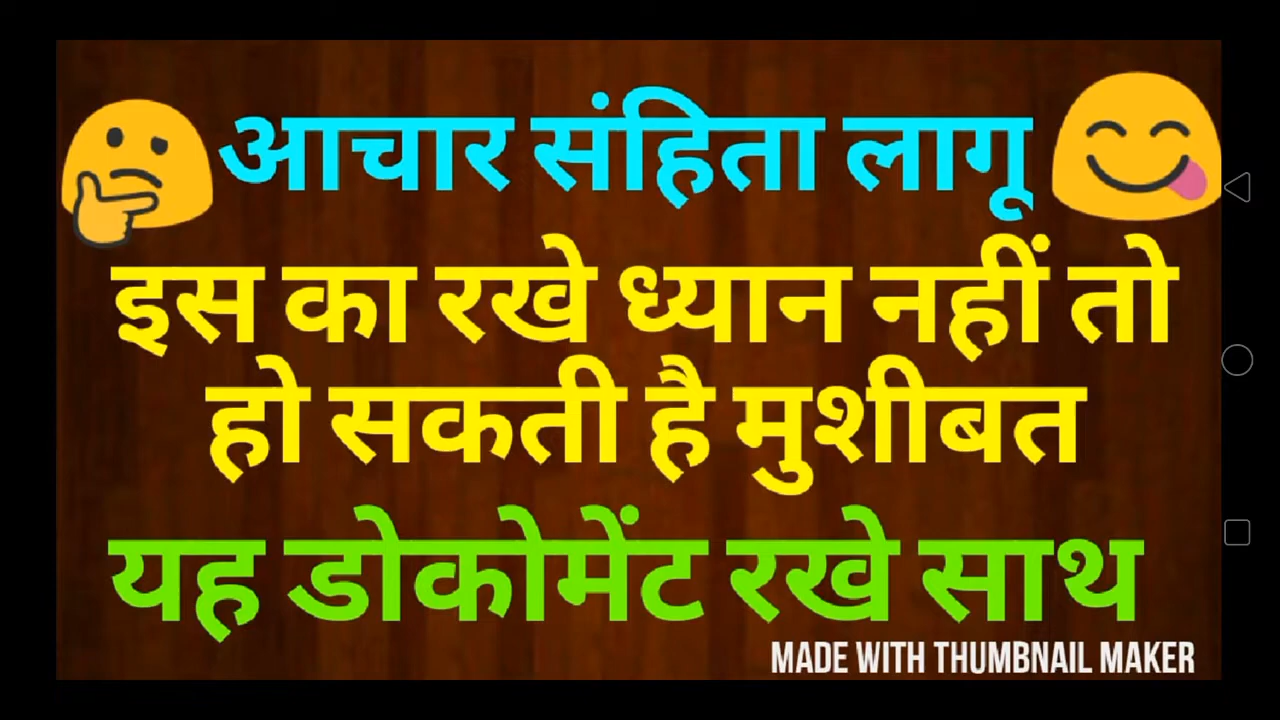 आचार संहिता लागू
इस का रखे ध्यान नहीं तो
हो सकती है मुशीबत
यह डोकोमेंट रखे साथ
MADE WITH THUMBNAIL MAKER